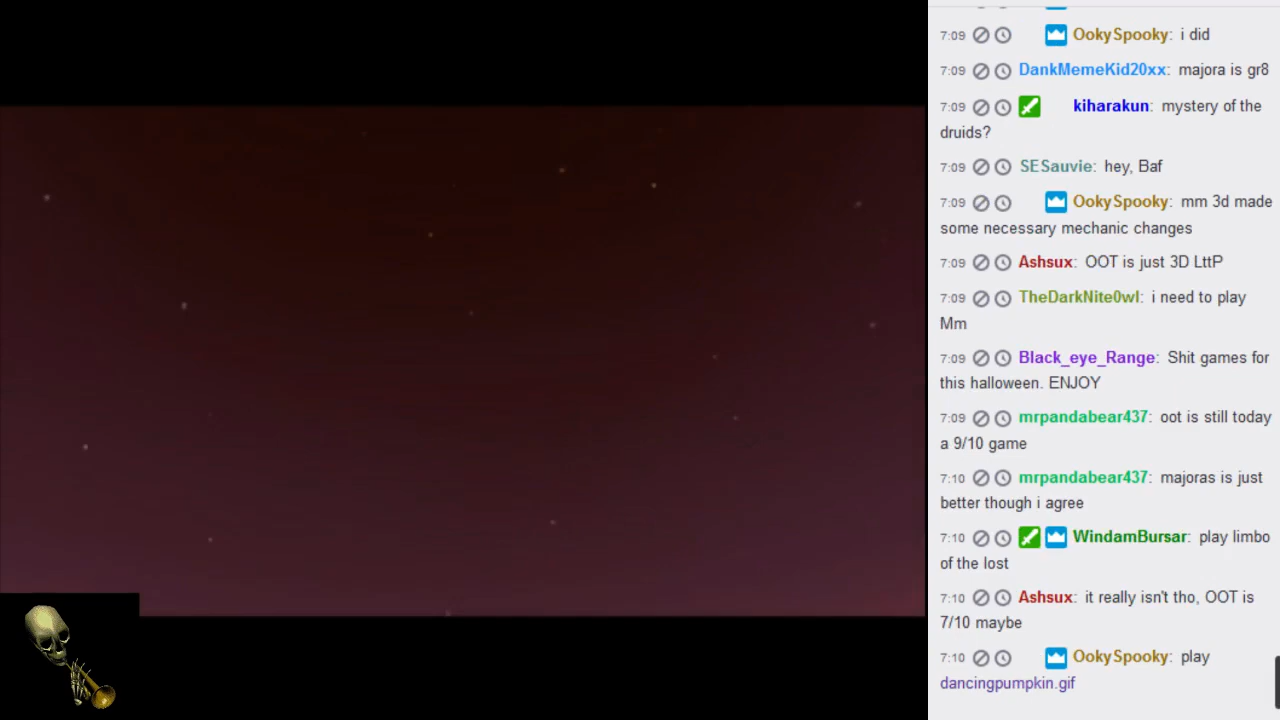 7:09 OokySpooky: i did
7:09 DankMemeKid20xx: majora is gr8
7:09 kiharakun: mystery of the
druids?
7:09 SESauvie: hey, Baf
7:09 OokySpooky: mm 3d made
some necessary mechanic changes
7:09 Ashsux: OOT is just 3D LttP
7:09 TheDarkNite0wl: i need to play
Mm
7:09 Black_eye_Range: Shit games for
this halloween. ENJOY
7:09 mrpandabear437: oot is still today
a 9/10 game
7:10 mrpandabear437: majoras is just
better though i agree
7:10 WindamBursar: play limbo
of the lost
7:10 Ashsux: it really isn't tho, OOT is
7/10 maybe
7:10 OokySpooky: play
dancingpumpkin.gif